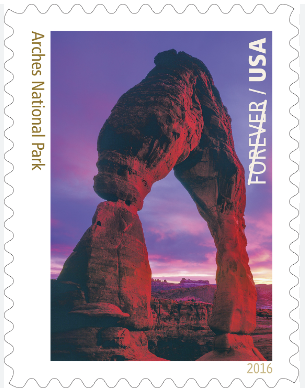 Arches National Park
FOREVER / USA
2016